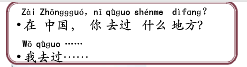 Zài Zhōngguó, nǐ qùguo shénme dìfang?
•在 中国， 你 去过 什么 地方？
Wǒ qùguo ……
•我去过……